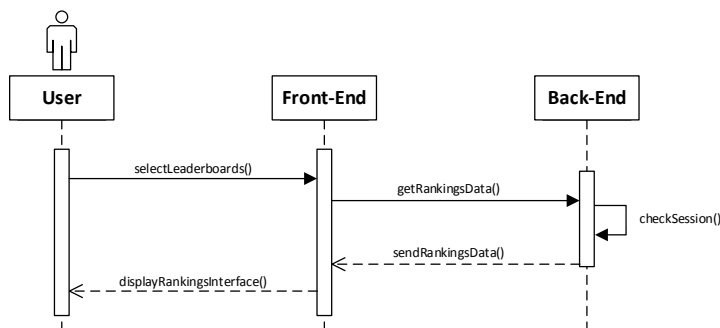 User
Front-End
Back-End
selectLeaderboards()
getRankingsData()
checkSession()
sendRankingsData()
displayRankingsInterface()